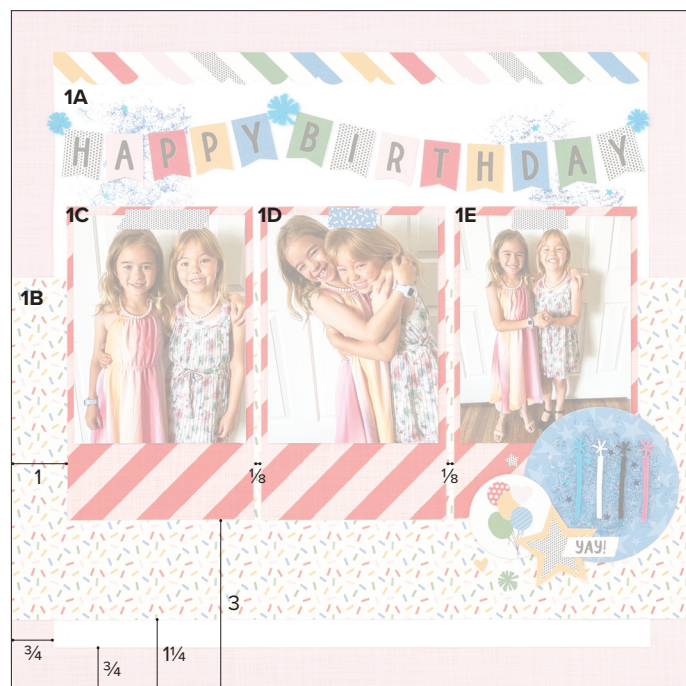 1A
HAPPY BIRTHDAY
1C 1D 1E
1B
1 ⅛ ⅛
YAY!
3
¾ ¾ 1¼